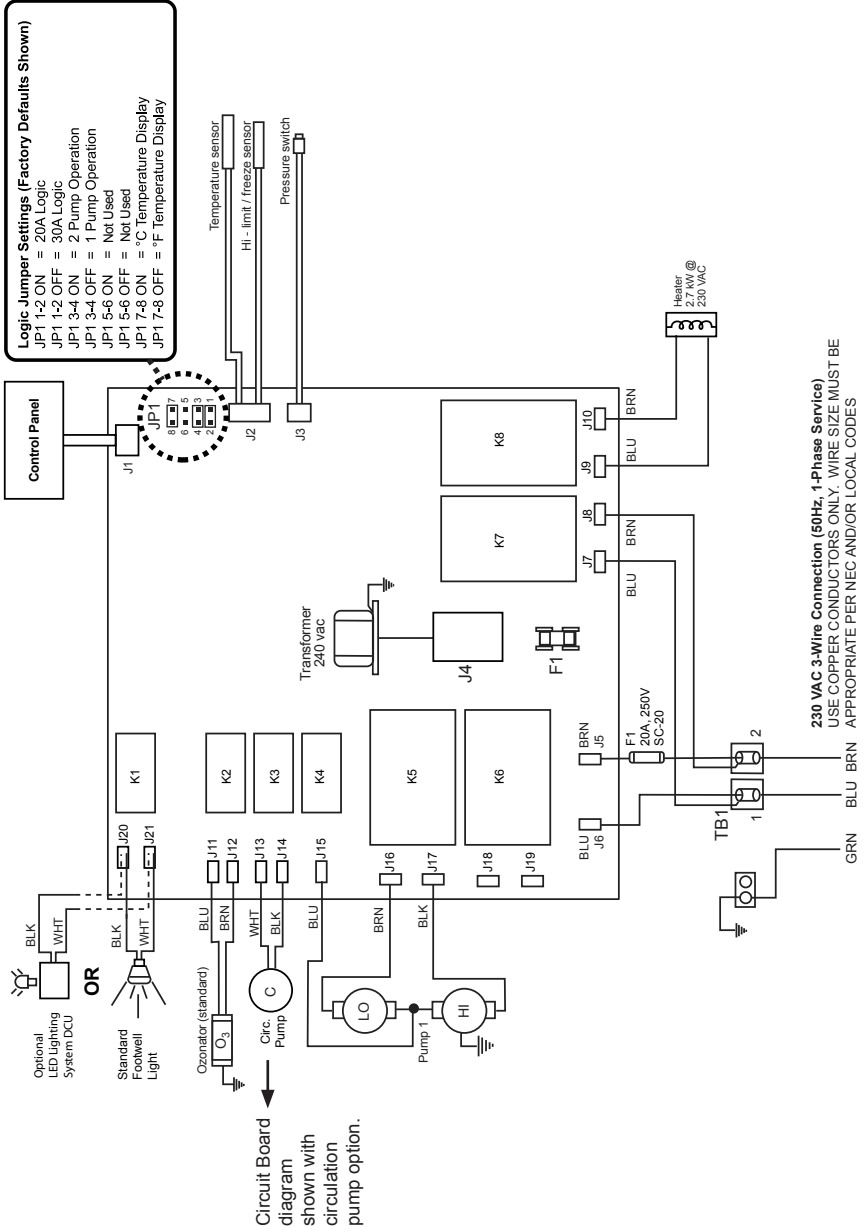 Logic Jumper Settings (Factory Defaults Shown)
JP1 1-2 ON = 20A Logic
JP1 1-2 OFF = 30A Logic
JP1 3-4 ON = 2 Pump Operation
JP1 3-4 OFF = 1 Pump Operation
JP1 5-6 ON = Not Used
JP1 5-6 OFF = Not Used
JP1 7-8 ON = °C Temperature Display
JP1 7-8 OFF = °F Temperature Display
Control Panel
J1
JP1
8 7
6 5
4 3
2 1
J2
J3
Temperature sensor
Hi - limit / freeze sensor
Pressure switch
Optional
LED Lighting
System DCU
BLK
WHT
OR
Standard
Footwell
Light
BLK
WHT
J20
J21
K1
Ozonator (standard)
O3
BLU
BRN
J11
J12
K2
Circ.
Pump
C
WHT
BLK
J13
J14
K3
BLU
J15
K4
Circuit Board
diagram
shown with
circulation
pump option.
Pump 1
LO
HI
BRN
BLK
J16
J17
J18
J19
K5
K6
Transformer
240 vac
J4
F1
K7
K8
BLU
J6
BRN
J5
F1
20A, 250V
SC-20
J7
BLU
J8
BRN
J9
BLU
J10
BRN
Heater
2.7 kW @
230 VAC
TB1
1
2
GRN
BLU
BRN
230 VAC 3-Wire Connection (50Hz, 1-Phase Service)
USE COPPER CONDUCTORS ONLY. WIRE SIZE MUST BE
APPROPRIATE PER NEC AND/OR LOCAL CODES